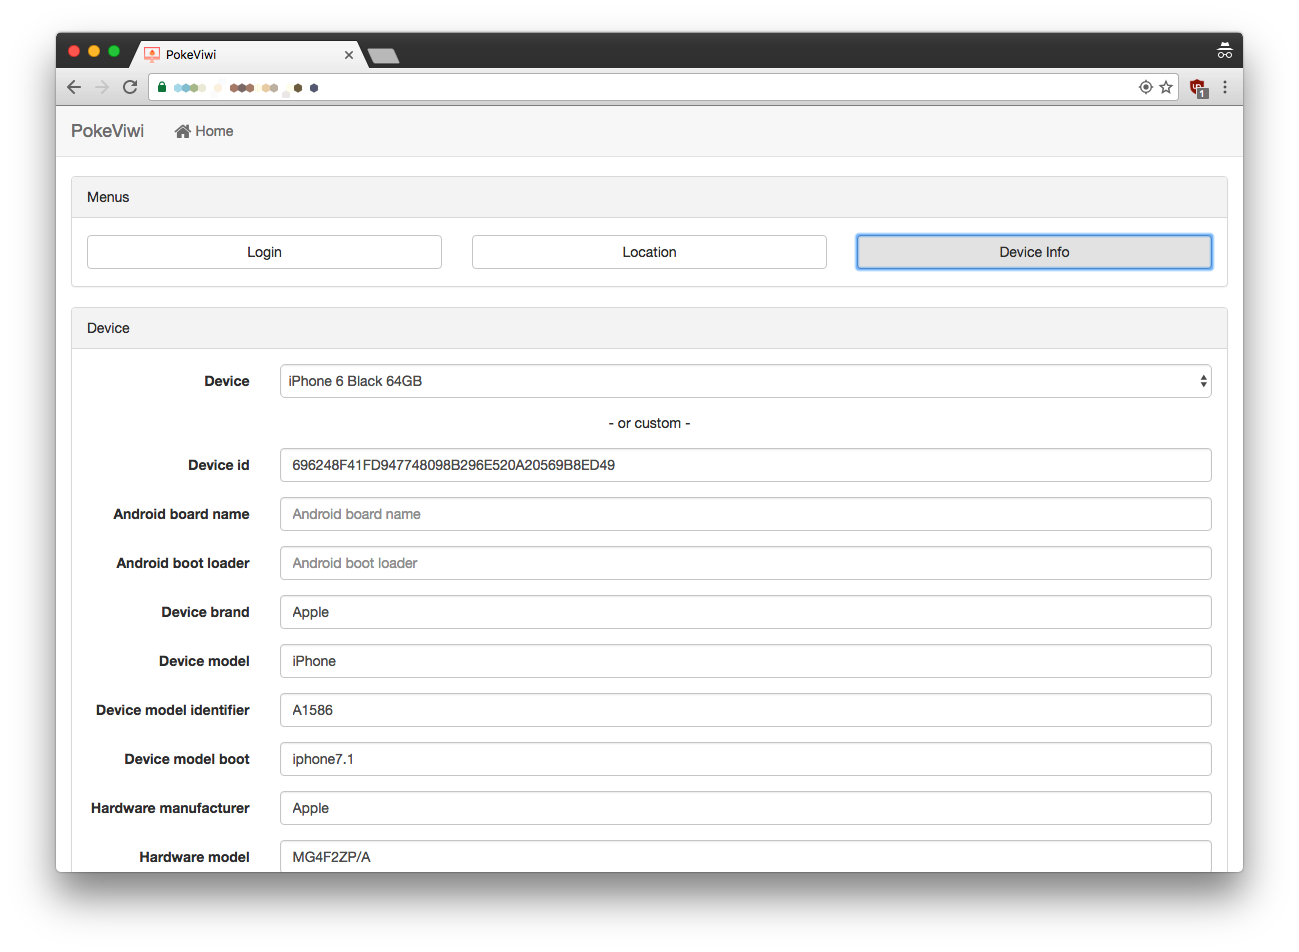 PokeViwi
1
PokeViwi Home
Menus
Login Location Device Info
Device
Device iPhone 6 Black 64GB
- or custom -
Device id 696248F41FD947748098B296E520A20569B8ED49
Android board name Android board name
Android boot loader Android boot loader
Device brand Apple
Device model iPhone
Device model identifier A1586
Device model boot iphone7.1
Hardware manufacturer Apple
Hardware model MG4F2ZP/A